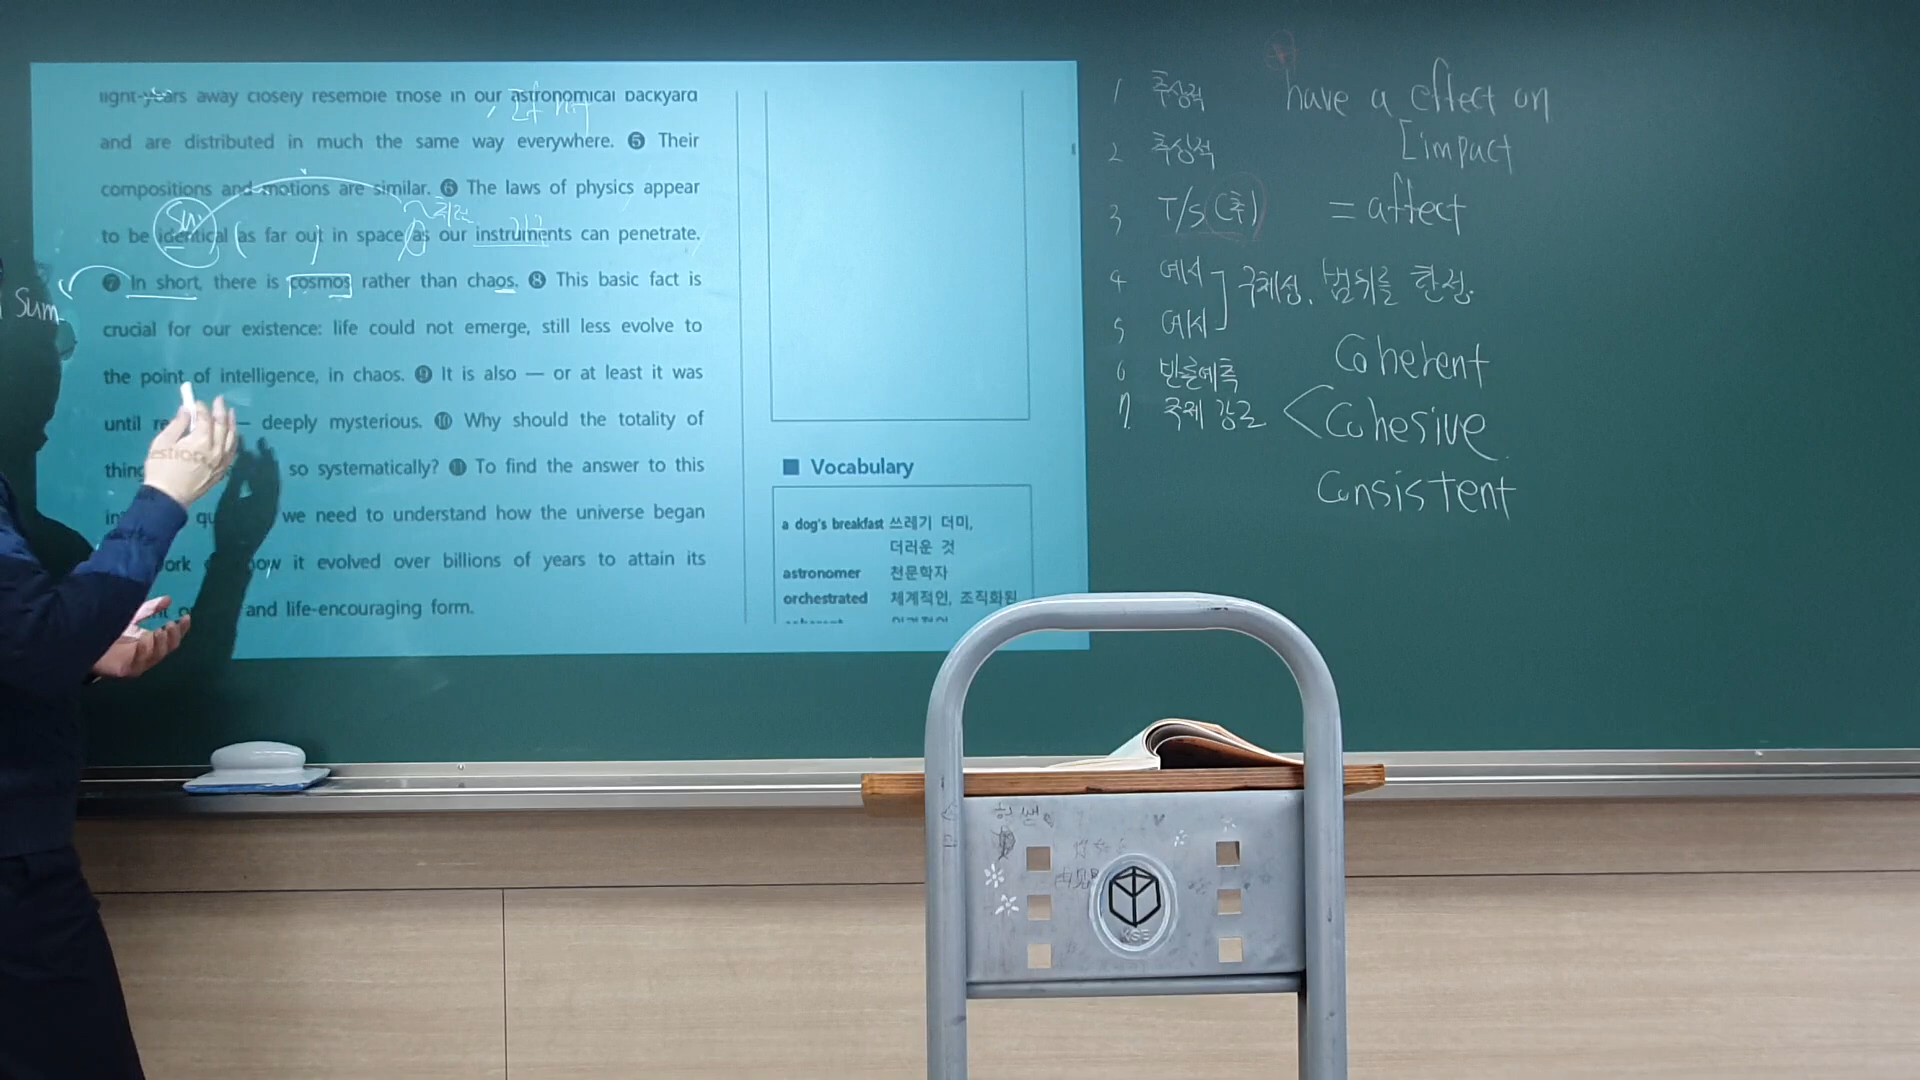 light-years away closely resemble those in our astronomical backyard
and are distributed in much the same way everywhere. ❺ Their
compositions and motions are similar. ❻ The laws of physics appear
to be identical as far out in space as our instruments can penetrate.
❼ In short, there is cosmos rather than chaos. ❽ This basic fact is
crucial for our existence: life could not emerge, still less evolve to
the point of intelligence, in chaos. ❾ It is also — or at least it was
until — deeply mysterious. ❿ Why should the totality of
so systematically? ⓫ To find the answer to this
we need to understand how the universe began
it evolved over billions of years to attain its
and life-encouraging form.
Sum
■ Vocabulary
a dog's breakfast 쓰레기 더미,
더러운 것
astronomer 천문학자
orchestrated 체계적인, 조직화된
1 추상적
2 추상적
3 T/S (추)
4 예시
5 예시
구체성, 범위를 한정.
6 반론예측
7 주제 강조
have a effect on
[impact
= affect
Coherent
<Cohesive
Consistent
KSE